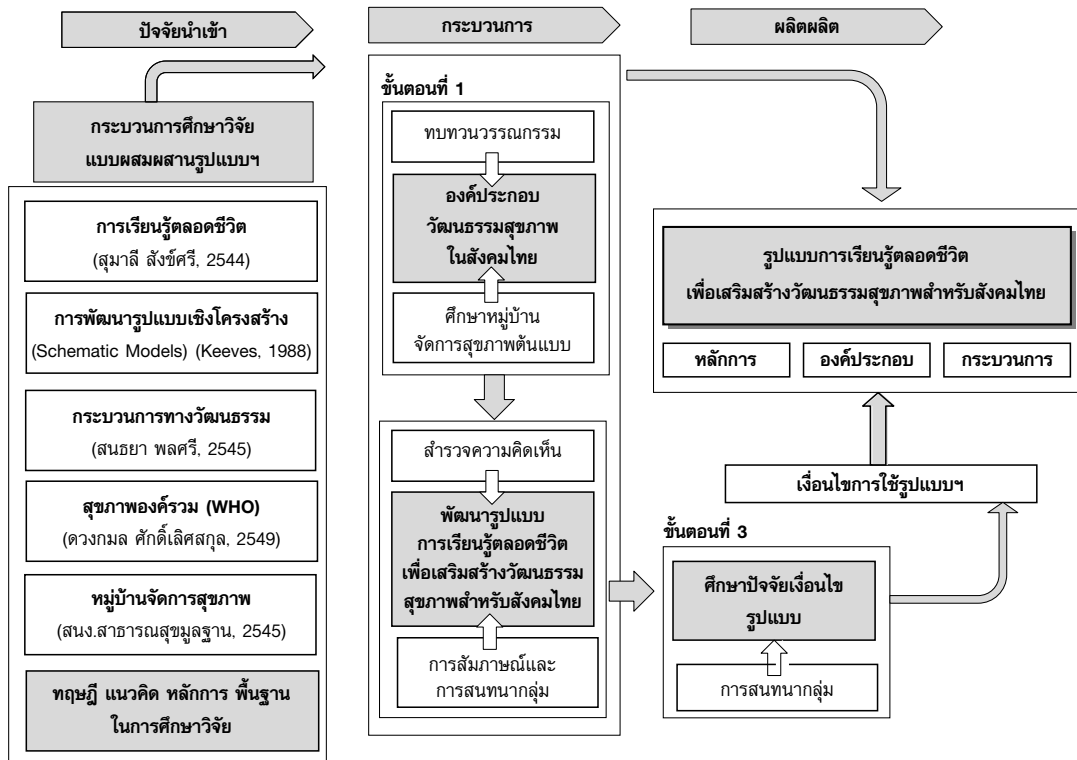 ปัจจัยนำเข้า
กระบวนการ
ผลิตผลิต
กระบวนการศึกษาวิจัย
แบบผสมผสานรูปแบบฯ
การเรียนรู้ตลอดชีวิต
(สุมาลี สังข์ศรี, 2544)
การพัฒนารูปแบบเชิงโครงสร้าง
(Schematic Models) (Keeves, 1988)
กระบวนการทางวัฒนธรรม
(สนธยา พลศรี, 2545)
สุขภาพองค์รวม (WHO)
(ดวงกมล ศักดิ์เลิศสกุล, 2549)
หมู่บ้านจัดการสุขภาพ
(สนง.สาธารณสุขมูลฐาน, 2545)
ทฤษฎี แนวคิด หลักการ พื้นฐาน
ในการศึกษาวิจัย
ขั้นตอนที่ 1
ทบทวนวรรณกรรม
องค์ประกอบ
วัฒนธรรมสุขภาพ
ในสังคมไทย
ศึกษาหมู่บ้าน
จัดการสุขภาพต้นแบบ
สำรวจความคิดเห็น
พัฒนารูปแบบ
การเรียนรู้ตลอดชีวิต
เพื่อเสริมสร้างวัฒนธรรม
สุขภาพสำหรับสังคมไทย
การสัมภาษณ์และ
การสนทนากลุ่ม
ขั้นตอนที่ 3
ศึกษาปัจจัยเงื่อนไข
รูปแบบ
การสนทนากลุ่ม
รูปแบบการเรียนรู้ตลอดชีวิต
เพื่อเสริมสร้างวัฒนธรรมสุขภาพสำหรับสังคมไทย
หลักการ
องค์ประกอบ
กระบวนการ
เงื่อนไขการใช้รูปแบบฯ